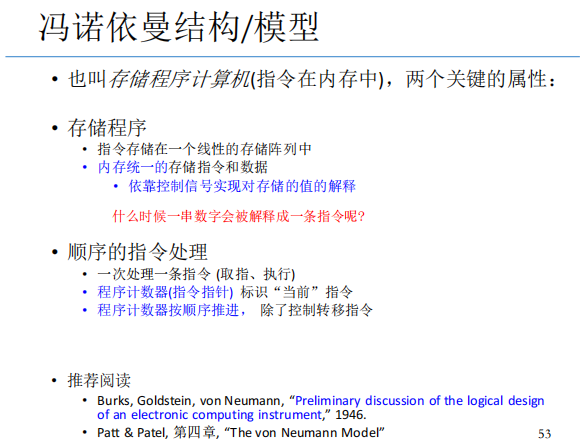 冯诺依曼结构/模型
• 也叫存储程序计算机(指令在内存中)，两个关键的属性：
• 存储程序
• 指令存储在一个线性的存储阵列中
• 内存统一的存储指令和数据
• 依靠控制信号实现对存储的值的解释
什么时候一串数字会被解释成一条指令呢?
• 顺序的指令处理
• 一次处理一条指令 (取指、执行)
• 程序计数器(指令指针) 标识“当前”指令
• 程序计数器按顺序推进， 除了控制转移指令
• 推荐阅读
• Burks, Goldstein, von Neumann, “Preliminary discussion of the logical design
of an electronic computing instrument,” 1946.
• Patt & Patel, 第四章, “The von Neumann Model”
53